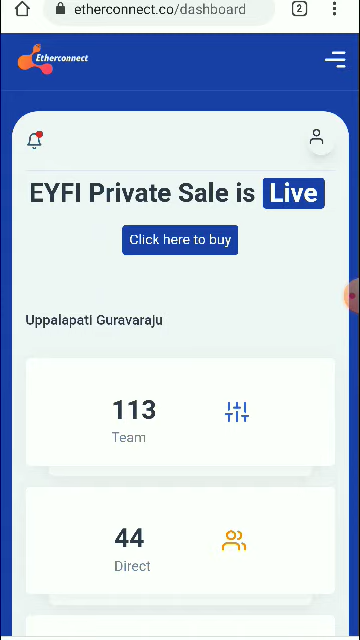 etherconnect.co/dashboard
2
Etherconnect
EYFI Private Sale is Live
Click here to buy
Uppalapati Guravaraju
113
Team
44
Direct